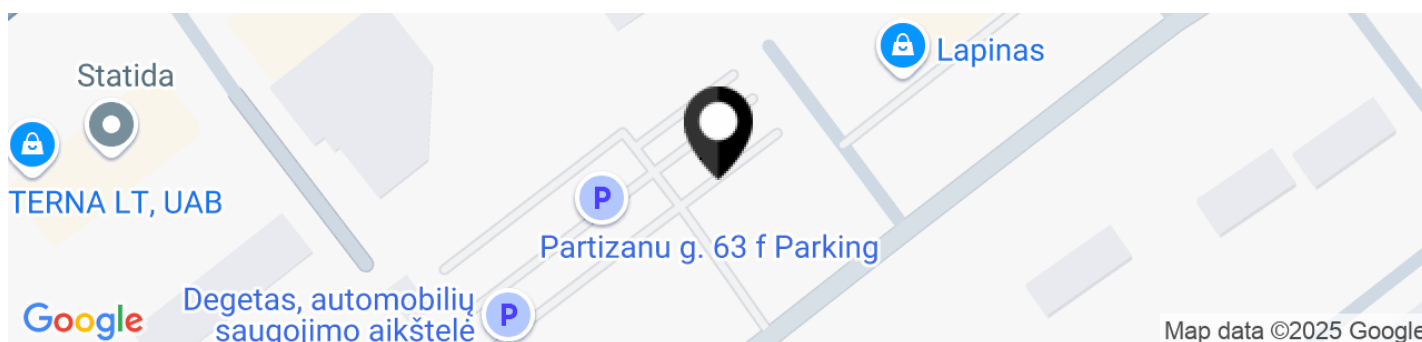 Statida
Lapinas
TERNA LT, UAB
P
Partizanu g. 63 f Parking
Degetas, automobilių
saugojimo aikštelė
P
Google
Map data ©2025 Google